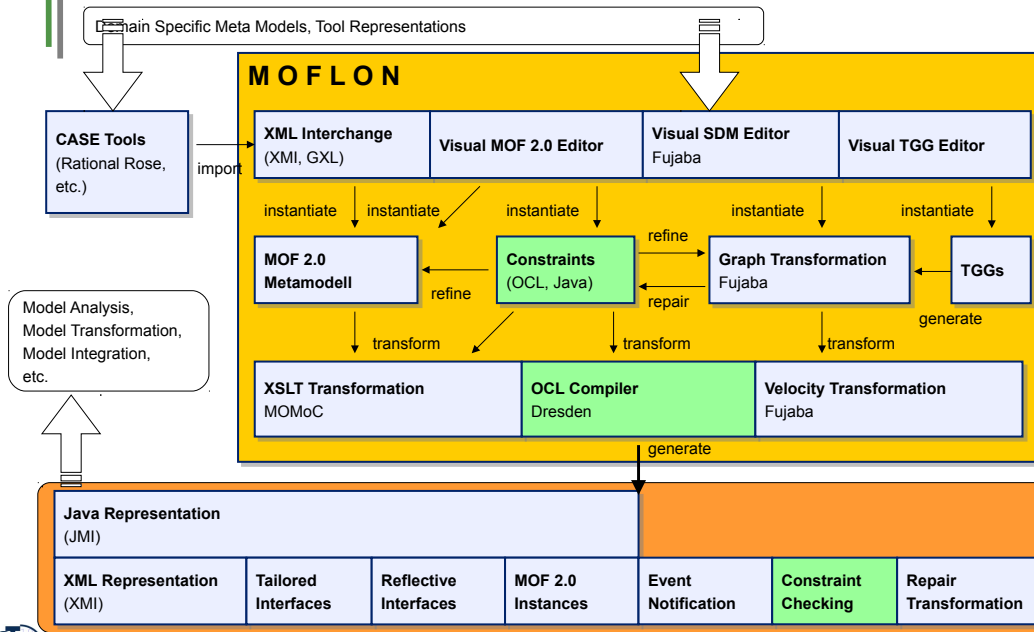 Domain Specific Meta Models, Tool Representations
MOFLON
CASE Tools
(Rational Rose,
etc.)
import
XML Interchange
(XMI, GXL)
Visual MOF 2.0 Editor
Visual SDM Editor
Fujaba
Visual TGG Editor
instantiate
instantiate
instantiate
instantiate
instantiate
MOF 2.0
Metamodell
refine
Constraints
(OCL, Java)
refine
repair
Graph Transformation
Fujaba
TGGs
generate
Model Analysis,
Model Transformation,
Model Integration,
etc.
transform
transform
transform
XSLT Transformation
MOMoC
OCL Compiler
Dresden
Velocity Transformation
Fujaba
generate
Java Representation
(JMI)
XML Representation
(XMI)
Tailored
Interfaces
Reflective
Interfaces
MOF 2.0
Instances
Event
Notification
Constraint
Checking
Repair
Transformation